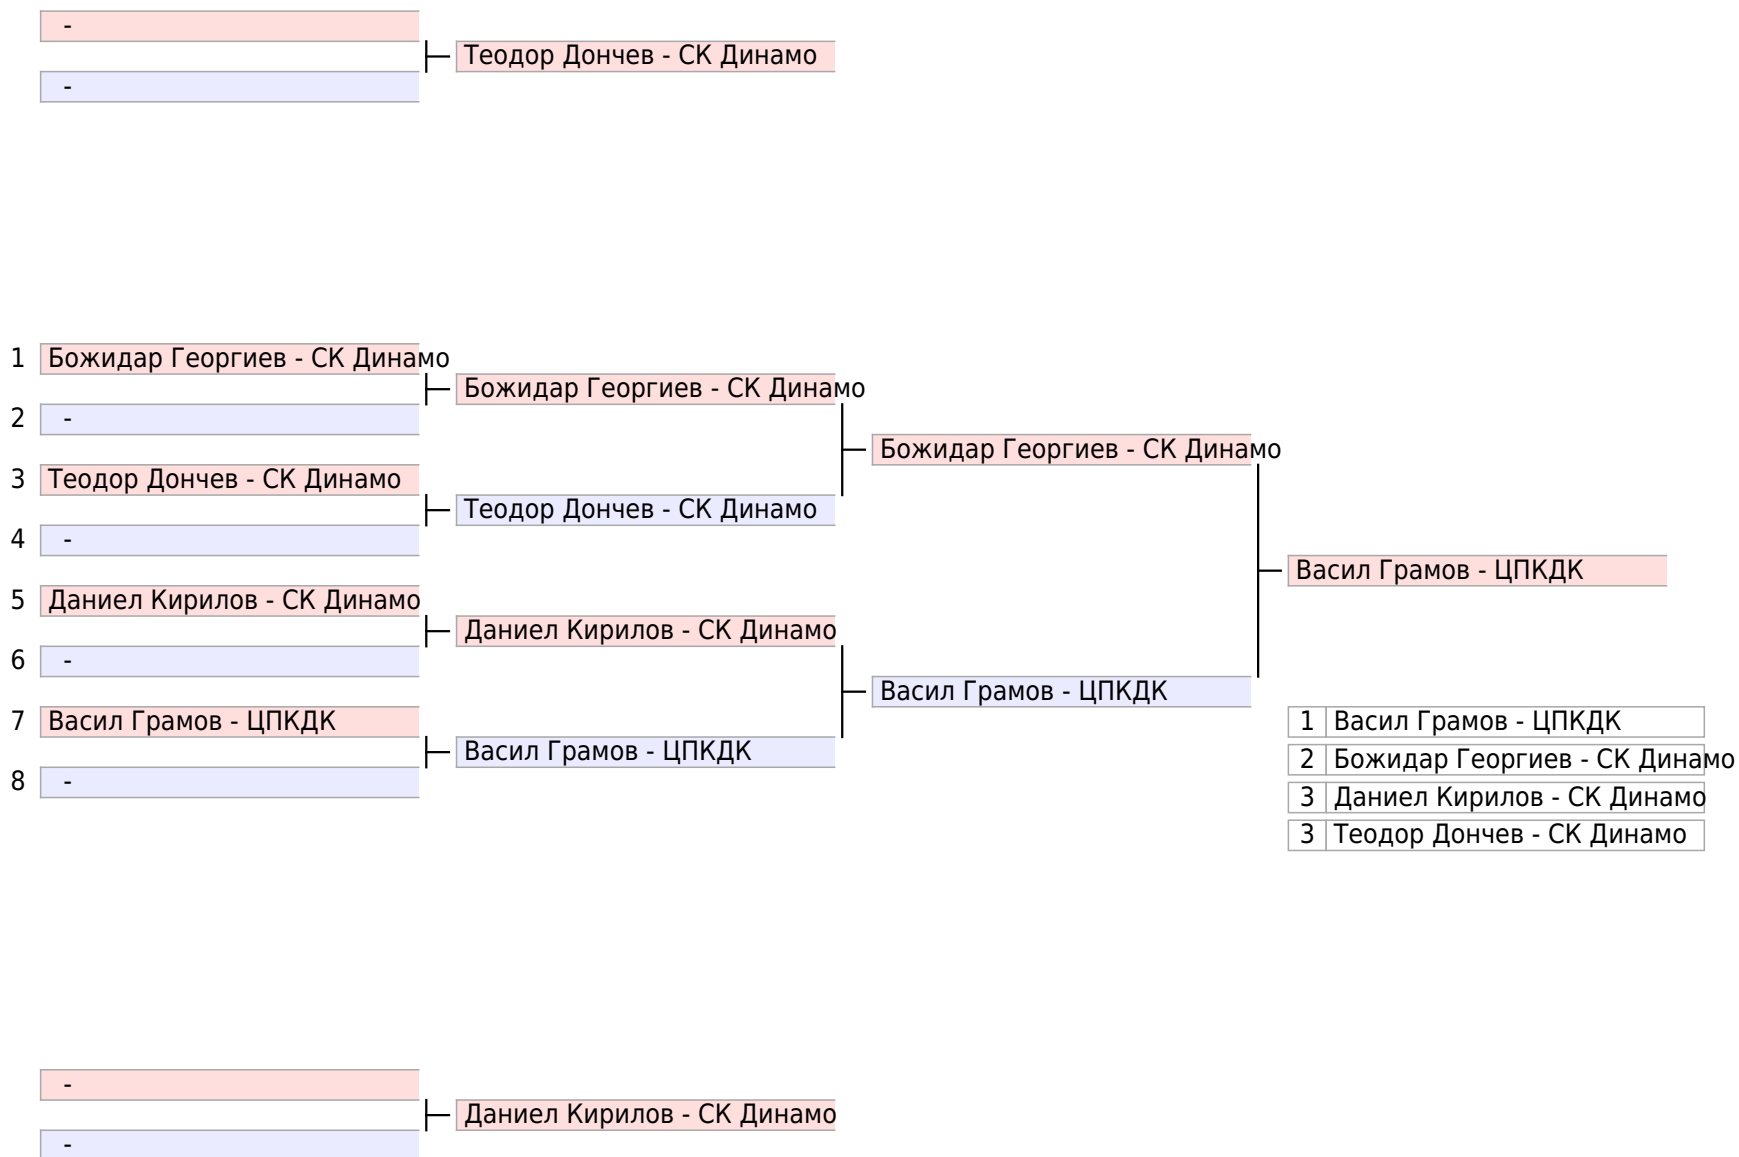 -
Теодор Дончев - СК Динамо
-
1 Божидар Георгиев - СК Динамо
Божидар Георгиев - СК Динамо
2 -
Божидар Георгиев - СК Динамо
3 Теодор Дончев - СК Динамо
Теодор Дончев - СК Динамо
4 -
Васил Грамов - ЦПКДК
5 Даниел Кирилов - СК Динамо
Даниел Кирилов - СК Динамо
6 -
Васил Грамов - ЦПКДК
7 Васил Грамов - ЦПКДК
Васил Грамов - ЦПКДК
8 -
1 Васил Грамов - ЦПКДК
2 Божидар Георгиев - СК Динамо
3 Даниел Кирилов - СК Динамо
3 Теодор Дончев - СК Динамо
-
Даниел Кирилов - СК Динамо
-